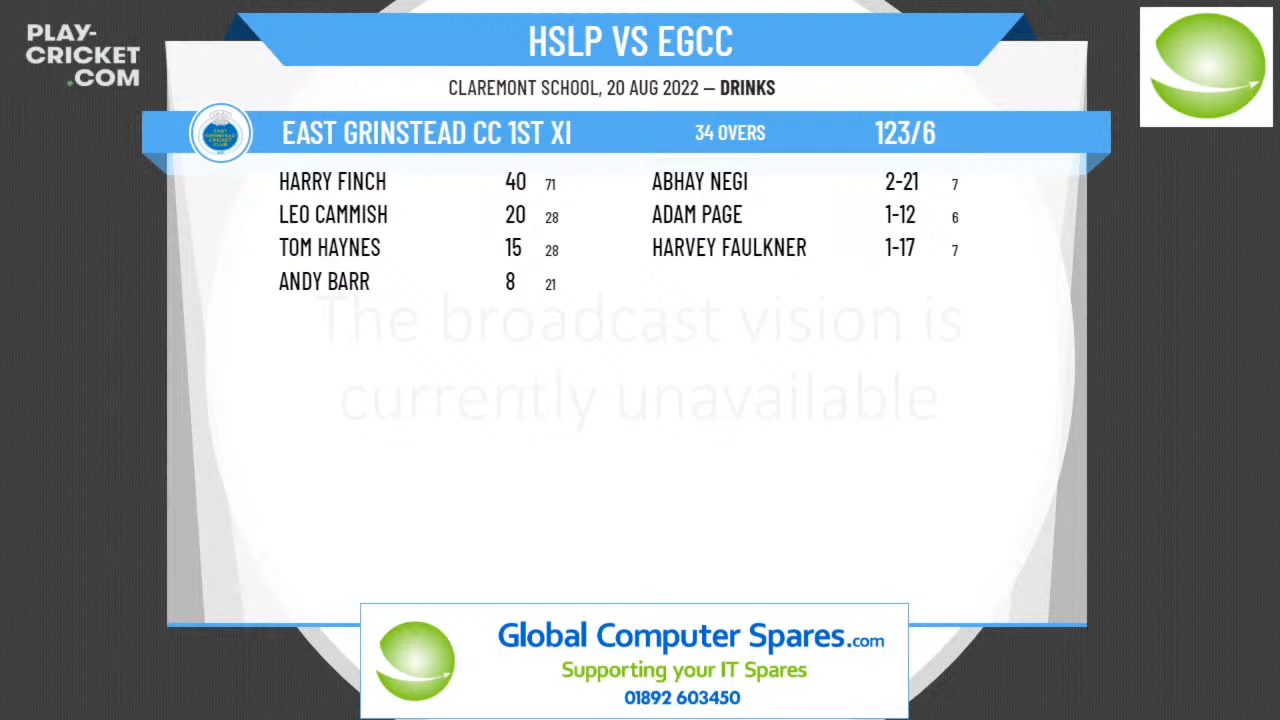 PLAY-
CRICKET
.COM
HSLP VS EGCC
CLAREMONT SCHOOL, 20 AUG 2022 – DRINKS
EAST GRINSTEAD CC 1ST XI 34 OVERS 123/6
HARRY FINCH 40 71 ABHAY NEGI 2-21 7
LEO CAMMISH 20 28 ADAM PAGE 1-12 6
TOM HAYNES 15 28 HARVEY FAULKNER 1-17 7
ANDY BARR 8 21
The broadcast vision is
currently unavailable
Global Computer Spares.com
Supporting your IT Spares
01892 603450